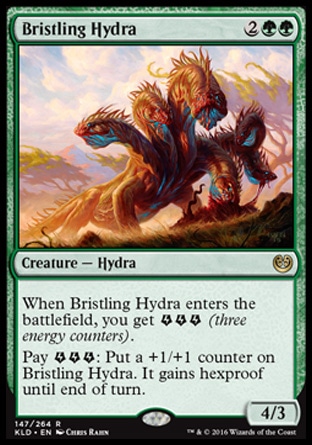 Bristling Hydra 2
Creature — Hydra
When Bristling Hydra enters the
battlefield, you get (three
energy counters).
Pay : Put a +1/+1 counter on
Bristling Hydra. It gains hexproof
until end of turn.
147/264 R
KLD • EN Chris Rahn
™ & © 2016 Wizards of the Coast
4/3